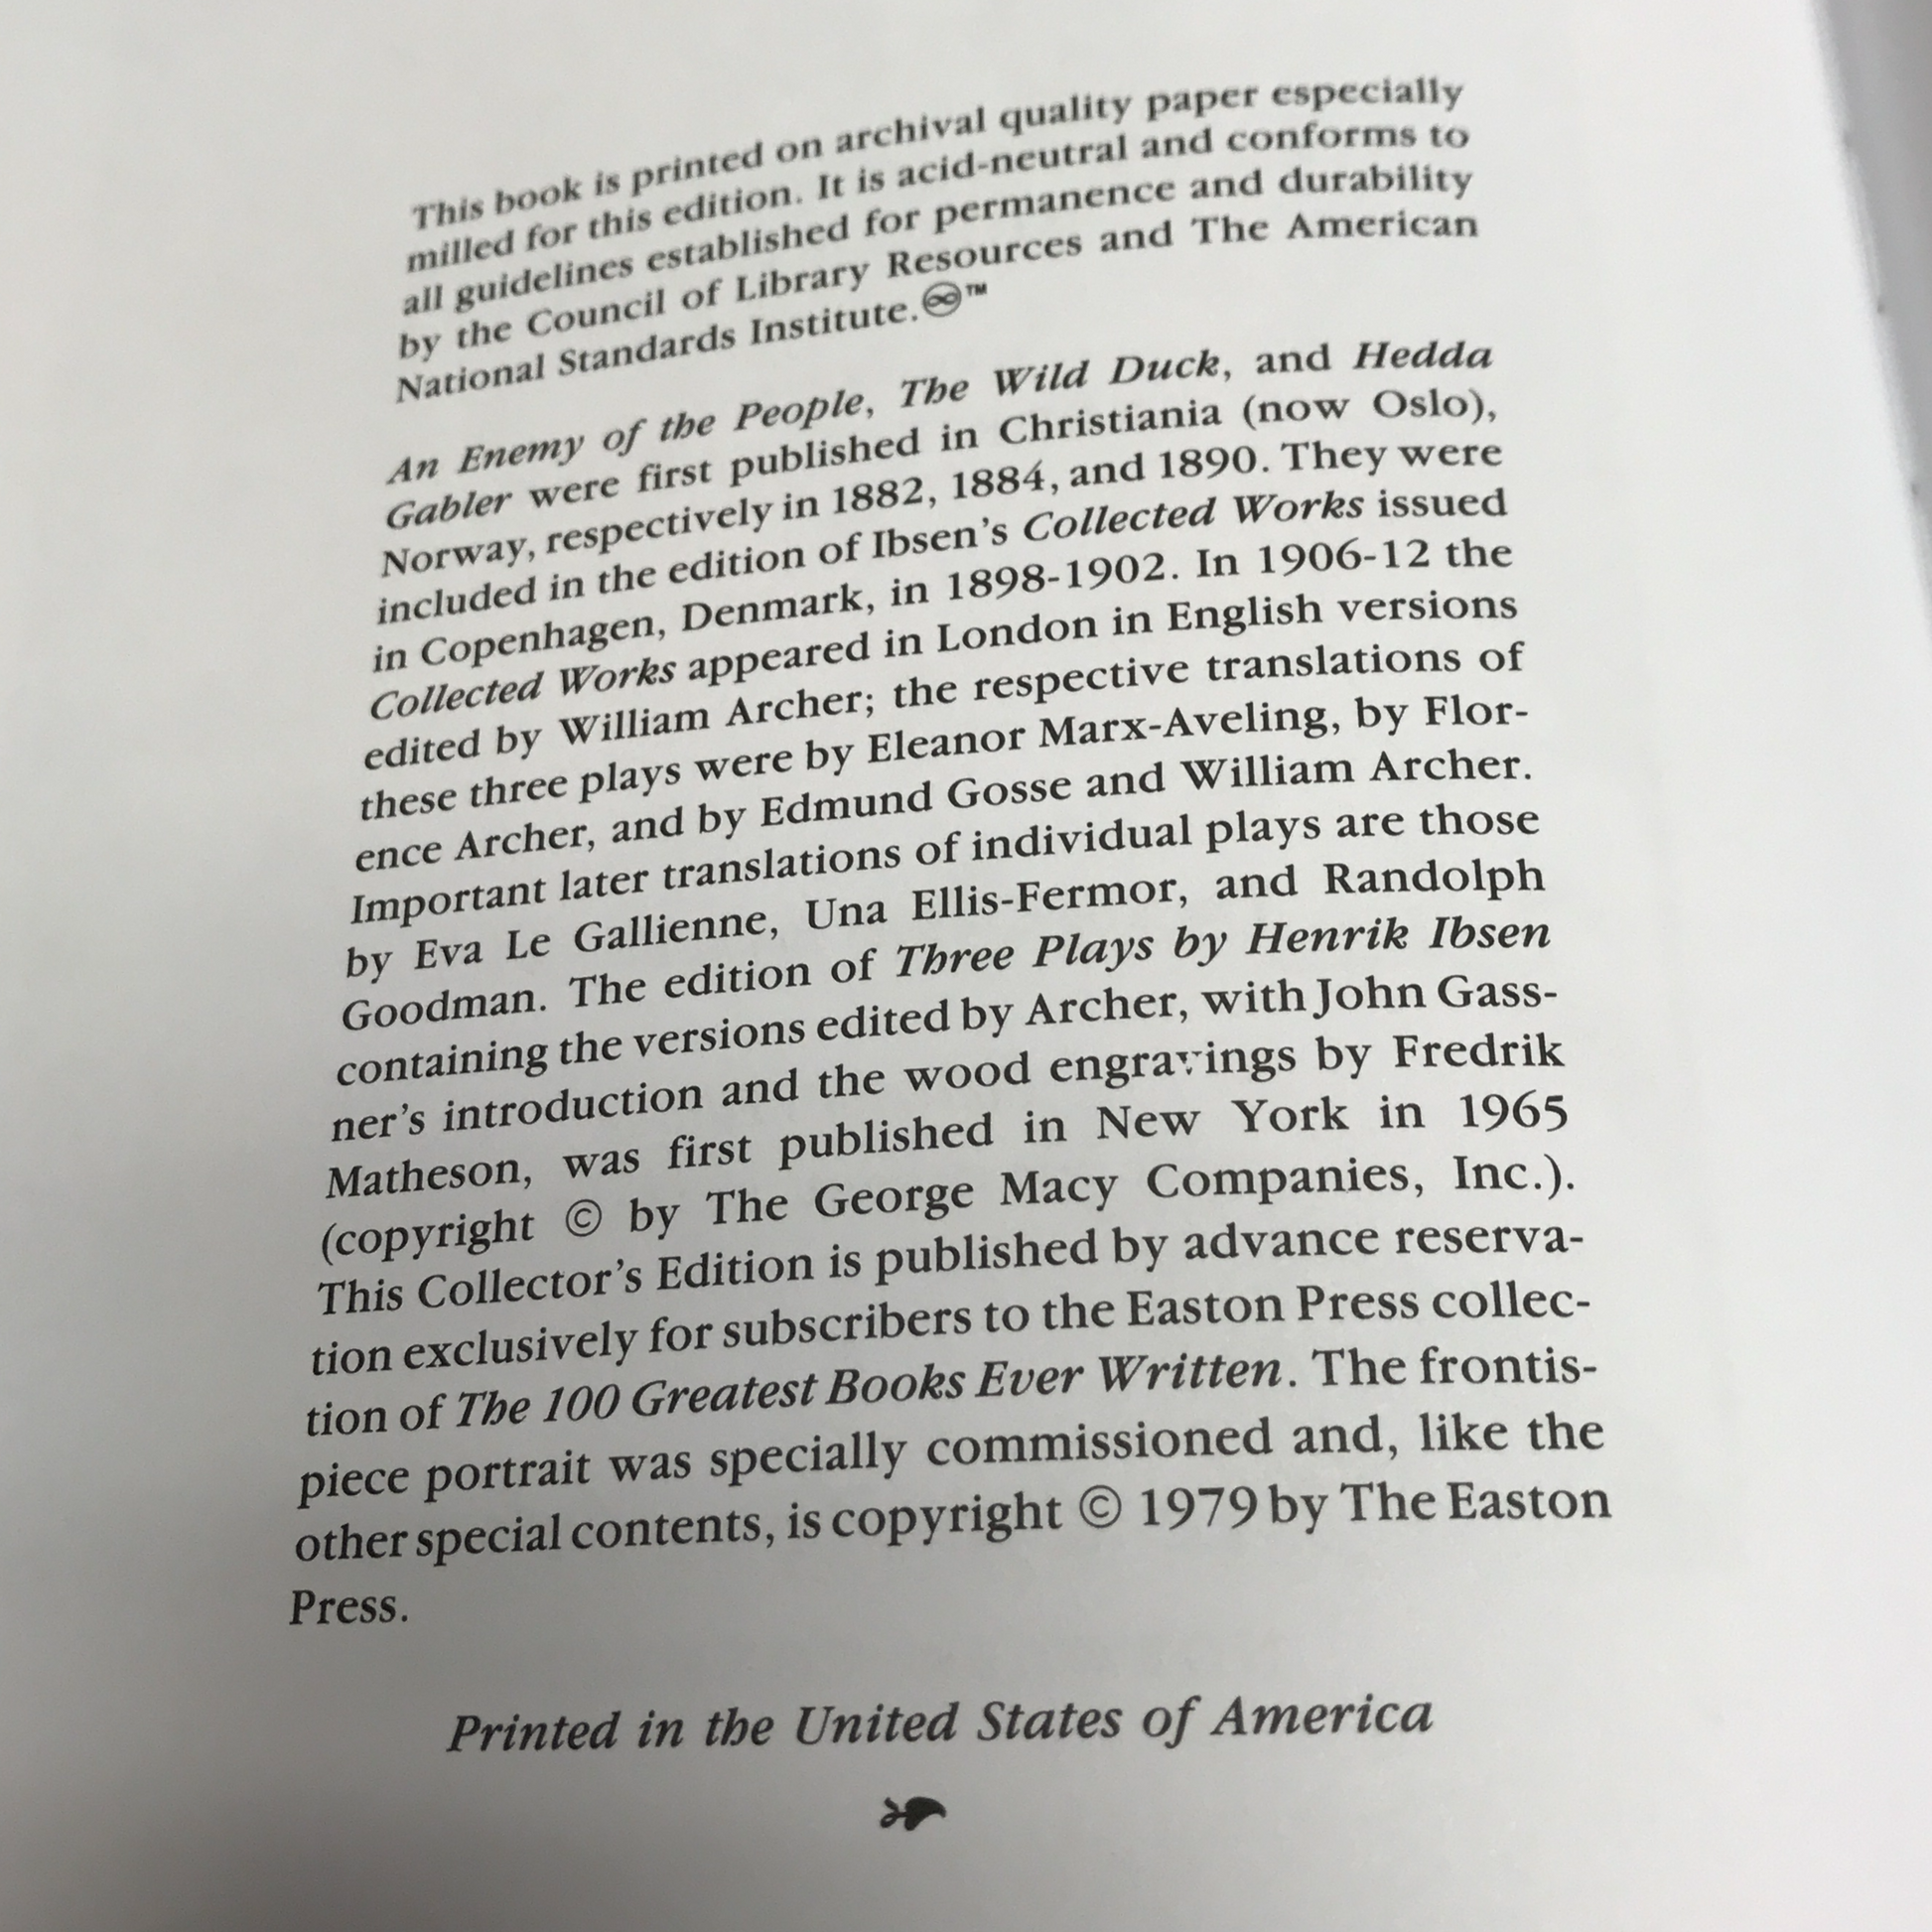 This book is printed on archival quality paper especially
milled for this edition. It is acid-neutral and conforms to
all guidelines established for permanence and durability
by the Council of Library Resources and The American
National Standards Institute.♾™
An Enemy of the People, The Wild Duck, and Hedda
Gabler were first published in Christiania (now Oslo),
Norway, respectively in 1882, 1884, and 1890. They were
included in the edition of Ibsen's Collected Works issued
in Copenhagen, Denmark, in 1898-1902. In 1906-12 the
Collected Works appeared in London in English versions
edited by William Archer; the respective translations of
these three plays were by Eleanor Marx-Aveling, by Flor-
ence Archer, and by Edmund Gosse and William Archer.
Important later translations of individual plays are those
by Eva Le Gallienne, Una Ellis-Fermor, and Randolph
Goodman. The edition of Three Plays by Henrik Ibsen
containing the versions edited by Archer, with John Gass-
ner's introduction and the wood engravings by Fredrik
Matheson, was first published in New York in 1965
(copyright © by The George Macy Companies, Inc.).
This Collector's Edition is published by advance reserva-
tion exclusively for subscribers to the Easton Press collec-
tion of The 100 Greatest Books Ever Written. The frontis-
piece portrait was specially commissioned and, like the
other special contents, is copyright © 1979 by The Easton
Press.
Printed in the United States of America